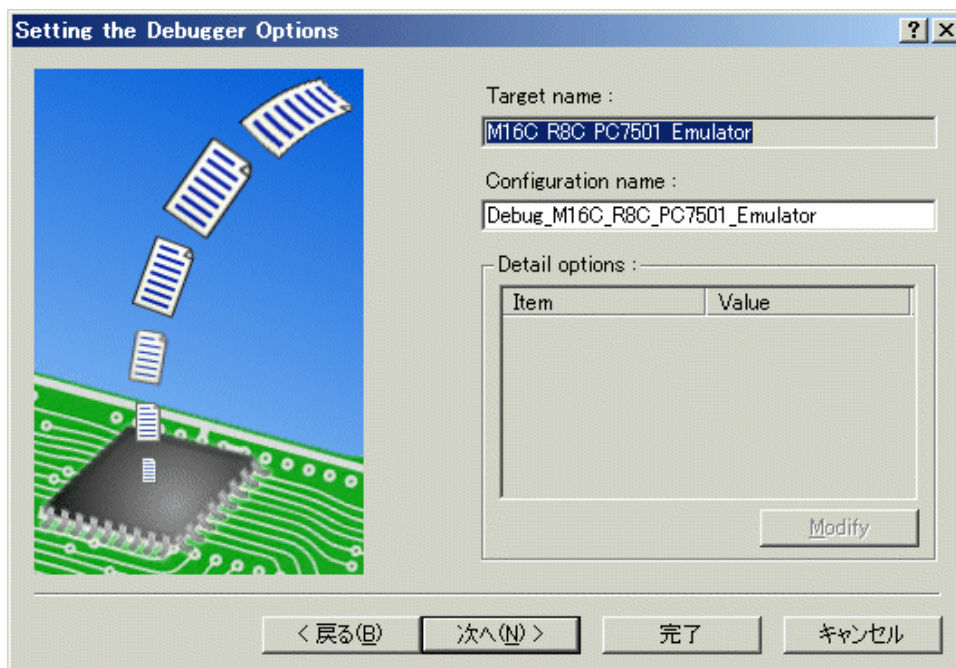 Setting the Debugger Options
Target name :
M16C R8C PC7501 Emulator
Configuration name :
Debug_M16C_R8C_PC7501_Emulator
Detail options :
Item Value
Modify
< 戻る(B) 次へ(N) > 完了 キャンセル